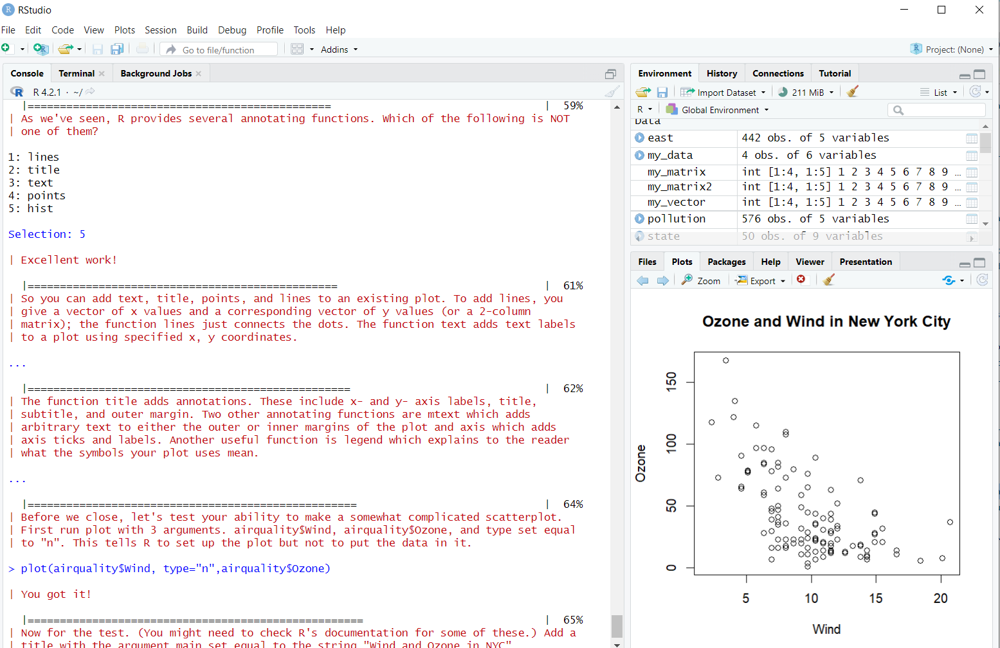 RStudio
File Edit Code View Plots Session Build Debug Profile Tools Help
Go to file/function Addins Project: (None)
Console Terminal Background Jobs
R 4.2.1 · ~/
|=============================================== | 59%
| As we've seen, R provides several annotating functions. Which of the following is NOT
| one of them?
1: lines
2: title
3: text
4: points
5: hist
Selection: 5
| Excellent work!
|================================================ | 61%
| So you can add text, title, points, and lines to an existing plot. To add lines, you
| give a vector of x values and a corresponding vector of y values (or a 2-column
| matrix); the function lines just connects the dots. The function text adds text labels
| to a plot using specified x, y coordinates.
...
|================================================== | 62%
| The function title adds annotations. These include x- and y- axis labels, title,
| subtitle, and outer margin. Two other annotating functions are mtext which adds
| arbitrary text to either the outer or inner margins of the plot and axis which adds
| axis ticks and labels. Another useful function is legend which explains to the reader
| what the symbols your plot uses mean.
...
|=================================================== | 64%
| Before we close, let's test your ability to make a somewhat complicated scatterplot.
| First run plot with 3 arguments. airquality$Wind, airquality$Ozone, and type set equal
| to "n". This tells R to set up the plot but not to put the data in it.
> plot(airquality$Wind, type="n",airquality$Ozone)
| You got it!
|==================================================== | 65%
| Now for the test. (You might need to check R's documentation for some of these.) Add a
| title with the argument main set equal to the string "Wind and Ozone in NYC"
Environment History Connections Tutorial
Import Dataset 211 MiB List
R Global Environment
Data
east 442 obs. of 5 variables
my_data 4 obs. of 6 variables
my_matrix int [1:4, 1:5] 1 2 3 4 5 6 7 8 9 …
my_matrix2 int [1:4, 1:5] 1 2 3 4 5 6 7 8 9 …
my_vector int [1:4, 1:5] 1 2 3 4 5 6 7 8 9 …
pollution 576 obs. of 5 variables
state 50 obs. of 9 variables
Files Plots Packages Help Viewer Presentation
Zoom Export
Ozone and Wind in New York City
Ozone
150
100
50
0
5 10 15 20
Wind